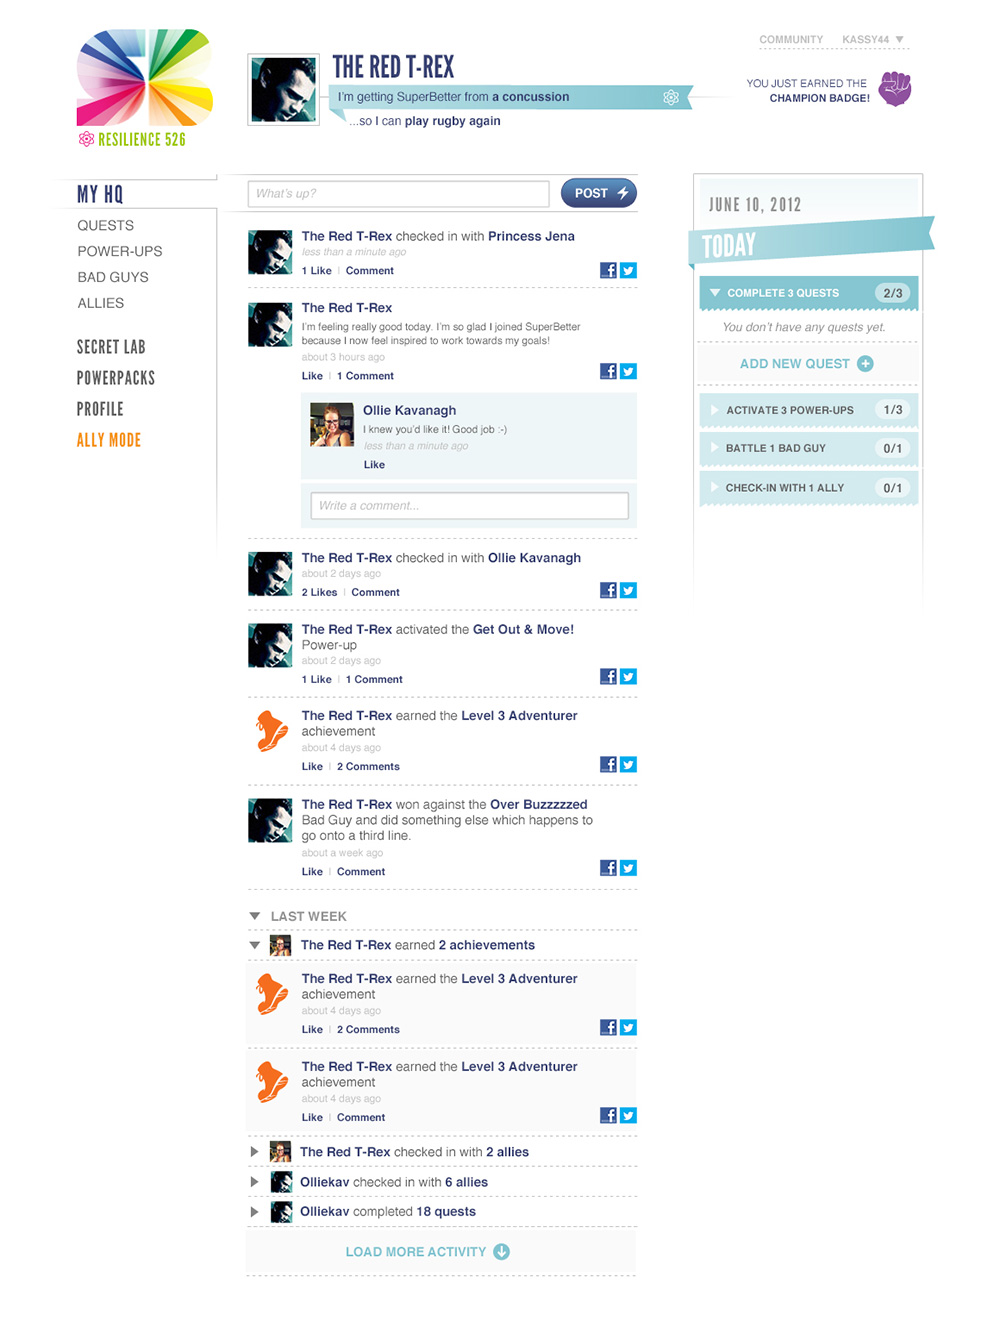 COMMUNITY KASSY44
THE RED T-REX
I'm getting SuperBetter from a concussion
...so I can play rugby again
YOU JUST EARNED THE
CHAMPION BADGE!
RESILIENCE 526
MY HQ
QUESTS
POWER-UPS
BAD GUYS
ALLIES
SECRET LAB
POWERPACKS
PROFILE
ALLY MODE
What's up?
POST
The Red T-Rex checked in with Princess Jena
less than a minute ago
1 Like | Comment
The Red T-Rex
I'm feeling really good today. I'm so glad I joined SuperBetter
because I now feel inspired to work towards my goals!
about 3 hours ago
Like | 1 Comment
Ollie Kavanagh
I knew you'd like it! Good job :-)
less than a minute ago
Like
Write a comment...
The Red T-Rex checked in with Ollie Kavanagh
about 2 days ago
2 Likes | Comment
The Red T-Rex activated the Get Out & Move!
Power-up
about 2 days ago
1 Like | 1 Comment
The Red T-Rex earned the Level 3 Adventurer
achievement
about 4 days ago
Like | 2 Comments
The Red T-Rex won against the Over Buzzzzzed
Bad Guy and did something else which happens to
go onto a third line.
about a week ago
Like | Comment
LAST WEEK
The Red T-Rex earned 2 achievements
The Red T-Rex earned the Level 3 Adventurer
achievement
about 4 days ago
Like | 2 Comments
The Red T-Rex earned the Level 3 Adventurer
achievement
about 4 days ago
Like | Comment
The Red T-Rex checked in with 2 allies
Olliekav checked in with 6 allies
Olliekav completed 18 quests
LOAD MORE ACTIVITY
JUNE 10, 2012
TODAY
COMPLETE 3 QUESTS 2/3
You don't have any quests yet.
ADD NEW QUEST
ACTIVATE 3 POWER-UPS 1/3
BATTLE 1 BAD GUY 0/1
CHECK-IN WITH 1 ALLY 0/1